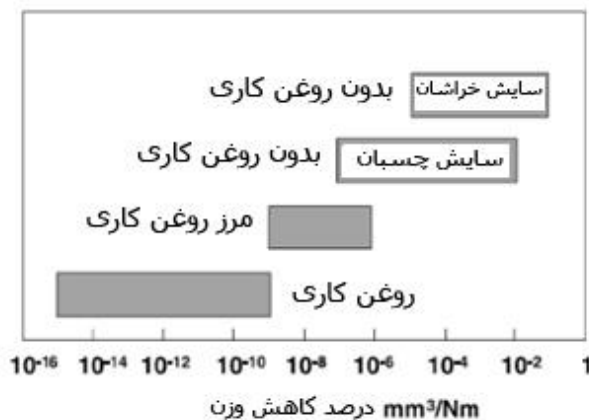 سایش خراشان بدون روغن کاری
سایش چسبان بدون روغن کاری
مرز روغن کاری
روغن کاری
10-16 10-14 10-12 10-10 10-8 10-6 10-4 10-2 1
درصد کاهش وزن mm³/Nm